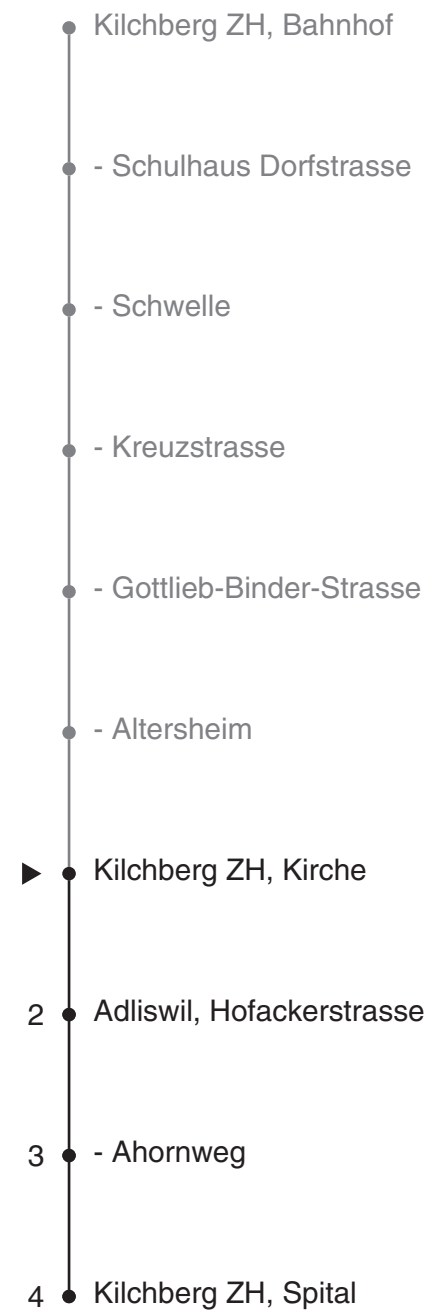 Kilchberg ZH, Bahnhof
- Schulhaus Dorfstrasse
- Schwelle
- Kreuzstrasse
- Gottlieb-Binder-Strasse
- Altersheim
Kilchberg ZH, Kirche
2 Adliswil, Hofackerstrasse
3 - Ahornweg
4 Kilchberg ZH, Spital